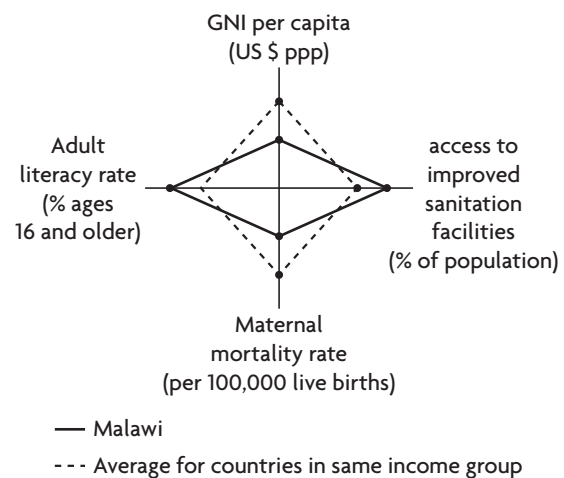 GNI per capita
(US $ ppp)
Adult
literacy rate
(% ages
16 and older)
access to
improved
sanitation
facilities
(% of population)
Maternal
mortality rate
(per 100,000 live births)
Malawi
Average for countries in same income group